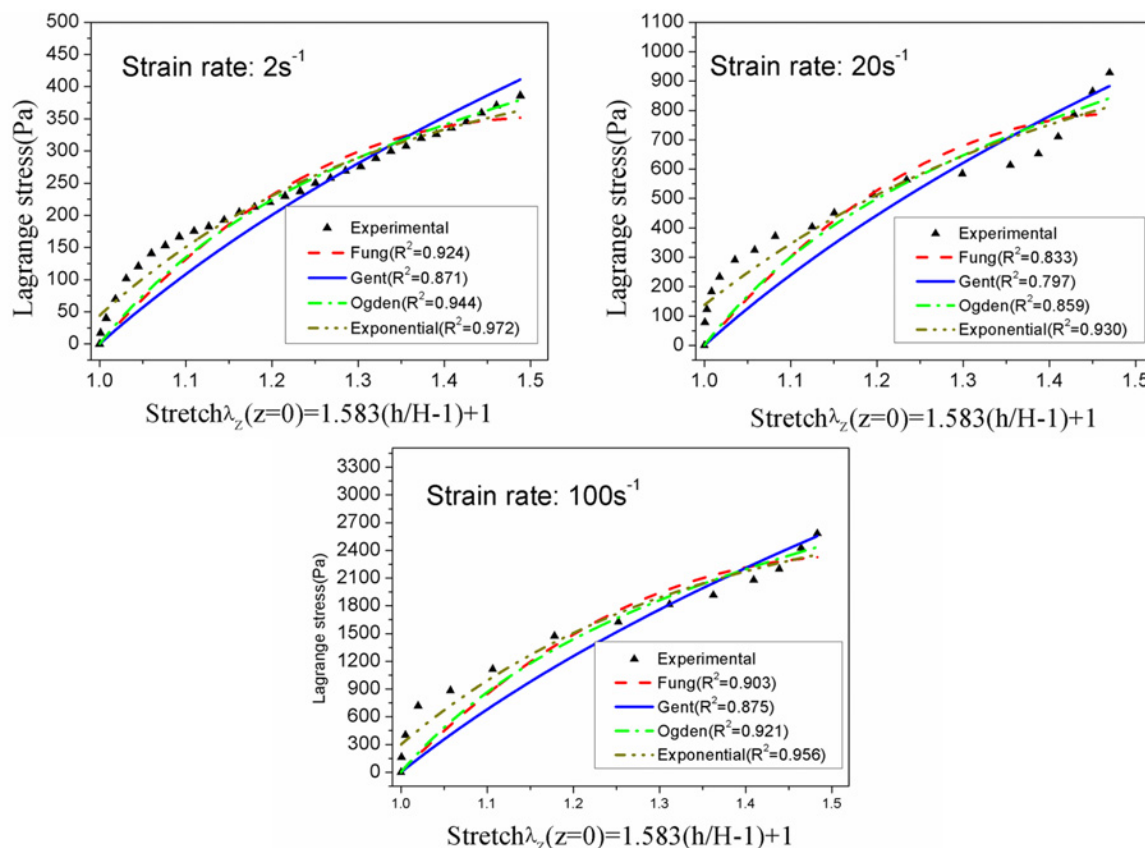 Strain rate: 2s⁻¹
Lagrange stress(Pa)
500
450
400
350
300
250
200
150
100
50
0
Experimental
Fung(R²=0.924)
Gent(R²=0.871)
Ogden(R²=0.944)
Exponential(R²=0.972)
1.0 1.1 1.2 1.3 1.4 1.5
Stretchλz(z=0)=1.583(h/H-1)+1
Strain rate: 20s⁻¹
Lagrange stress(Pa)
1100
1000
900
800
700
600
500
400
300
200
100
0
Experimental
Fung(R²=0.833)
Gent(R²=0.797)
Ogden(R²=0.859)
Exponential(R²=0.930)
1.0 1.1 1.2 1.3 1.4 1.5
Stretchλz(z=0)=1.583(h/H-1)+1
Strain rate: 100s⁻¹
Lagrange stress(Pa)
3300
3000
2700
2400
2100
1800
1500
1200
900
600
300
0
Experimental
Fung(R²=0.903)
Gent(R²=0.875)
Ogden(R²=0.921)
Exponential(R²=0.956)
1.0 1.1 1.2 1.3 1.4 1.5
Stretchλz(z=0)=1.583(h/H-1)+1